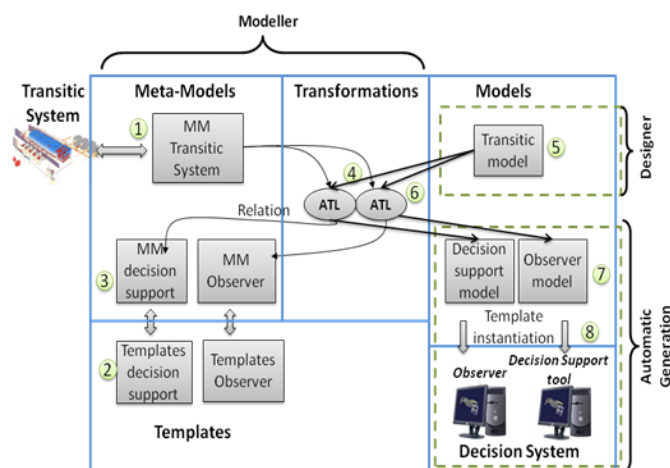 Modeller
Transitic
System
Meta-Models
Transformations
Models
1
MM
Transitic
System
Transitic
model
5
Designer
4
6
ATL
ATL
Relation
3
MM
decision
support
MM
Observer
Decision
support
model
Observer
model
7
Template
instantiation
8
2
Templates
decision
support
Templates
Observer
Observer
Decision Support
tool
Templates
Decision System
Automatic
Generation